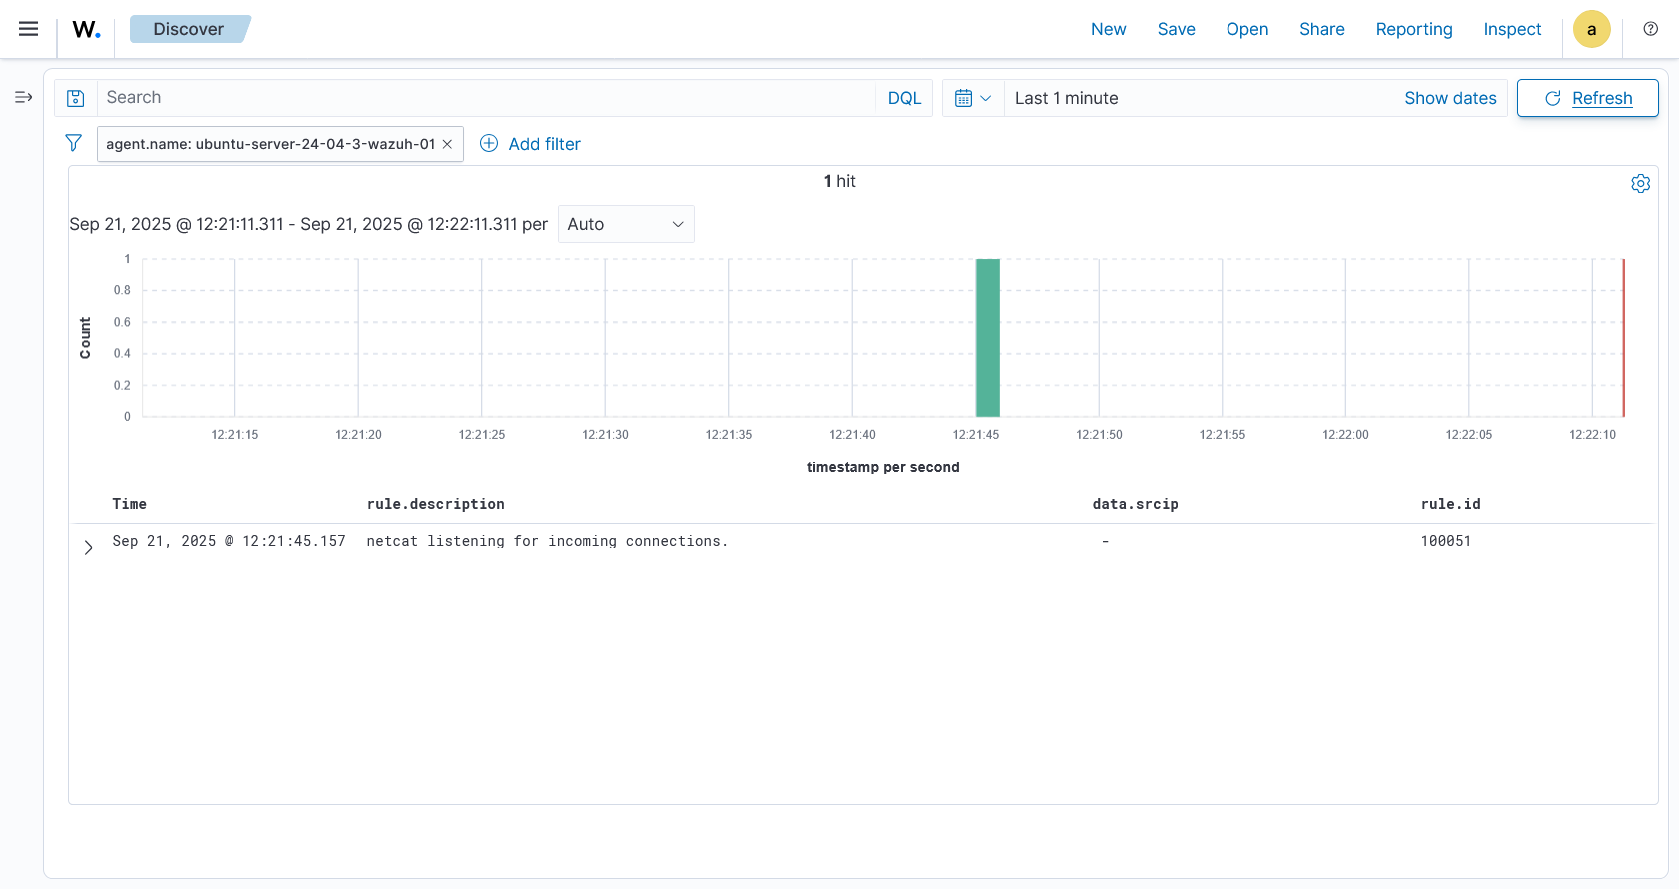 W. Discover New Save Open Share Reporting Inspect a
Search DQL Last 1 minute Show dates Refresh
agent.name: ubuntu-server-24-04-3-wazuh-01 Add filter
1 hit
Sep 21, 2025 @ 12:21:11.311 - Sep 21, 2025 @ 12:22:11.311 per Auto
1
0.8
0.6
0.4
0.2
0
Count
12:21:15 12:21:20 12:21:25 12:21:30 12:21:35 12:21:40 12:21:45 12:21:50 12:21:55 12:22:00 12:22:05 12:22:10
timestamp per second
Time rule.description data.srcip rule.id
Sep 21, 2025 @ 12:21:45.157 netcat listening for incoming connections. - 100051